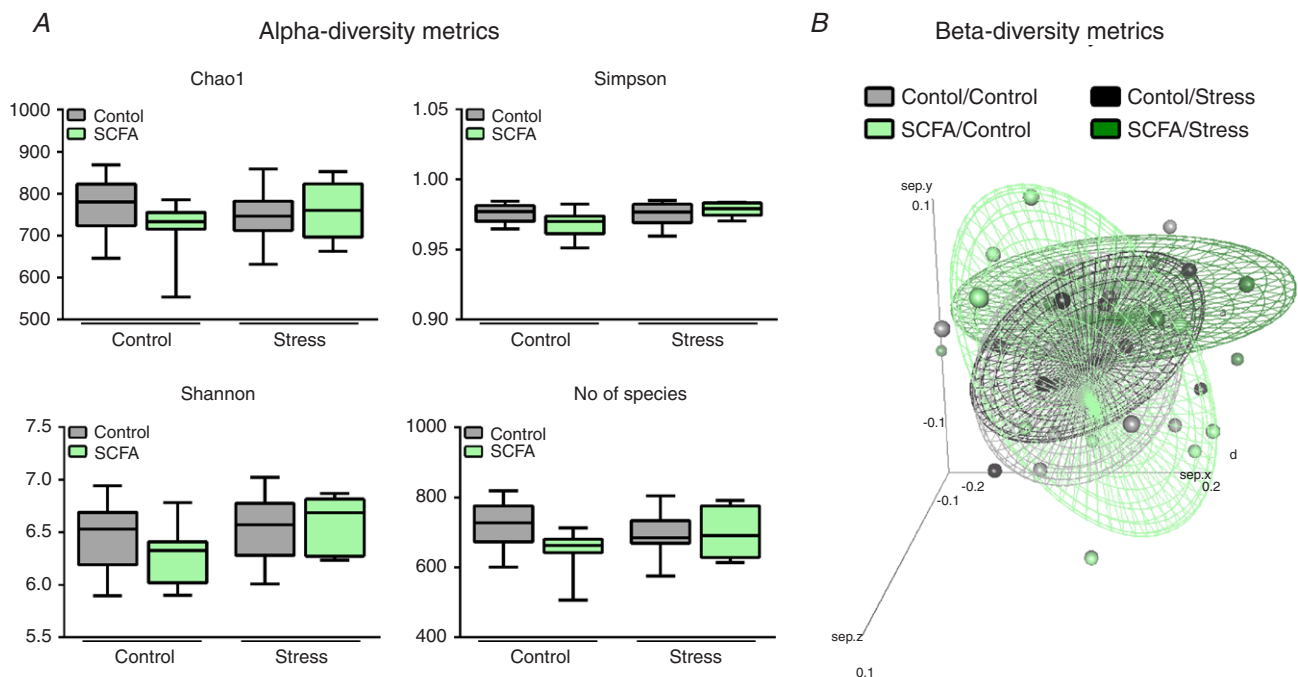 A
Alpha-diversity metrics
Chao1
Contol
SCFA
1000
900
800
700
600
500
Control
Stress
Simpson
Contol
SCFA
1.05
1.00
0.95
0.90
Control
Stress
Shannon
Control
SCFA
7.5
7.0
6.5
6.0
5.5
Control
Stress
No of species
Control
SCFA
1000
800
600
400
Control
Stress
B
Beta-diversity metrics
Contol/Control
Contol/Stress
SCFA/Control
SCFA/Stress
sep.y
0.1
-0.1
-0.1
-0.2
sep.x
0.2
d
a
sep.z
0.1